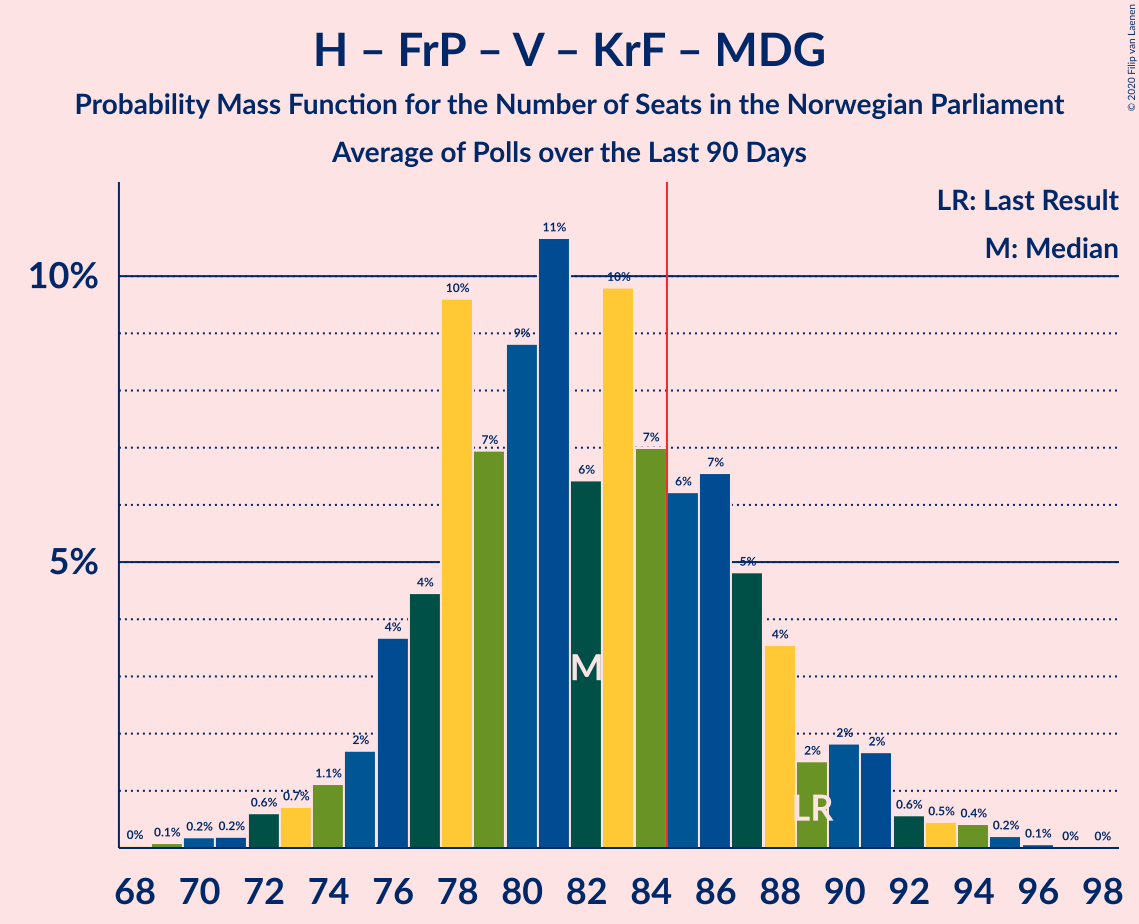 H – FrP – V – KrF – MDG
Probability Mass Function for the Number of Seats in the Norwegian Parliament
Average of Polls over the Last 90 Days
© 2020 Filip van Laenen
LR: Last Result
M: Median
10%
5%
0% 0.1% 0.2% 0.2% 0.6% 0.7% 1.1% 2% 4% 4% 10% 7% 9% 11% 6% 10% 7% 6% 7% 5% 4% 2% 2% 2% 0.6% 0.5% 0.4% 0.2% 0.1% 0% 0%
M
LR
68 70 72 74 76 78 80 82 84 86 88 90 92 94 96 98